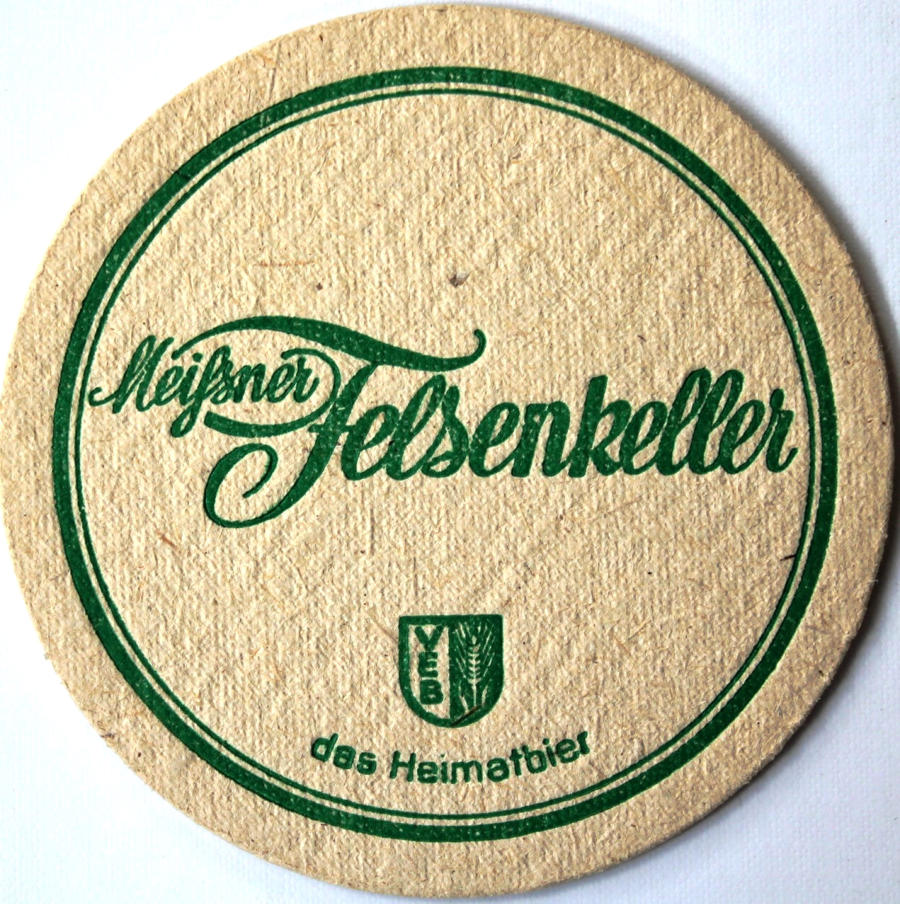 Meißner Felsenkeller
VEB
das Heimatbier